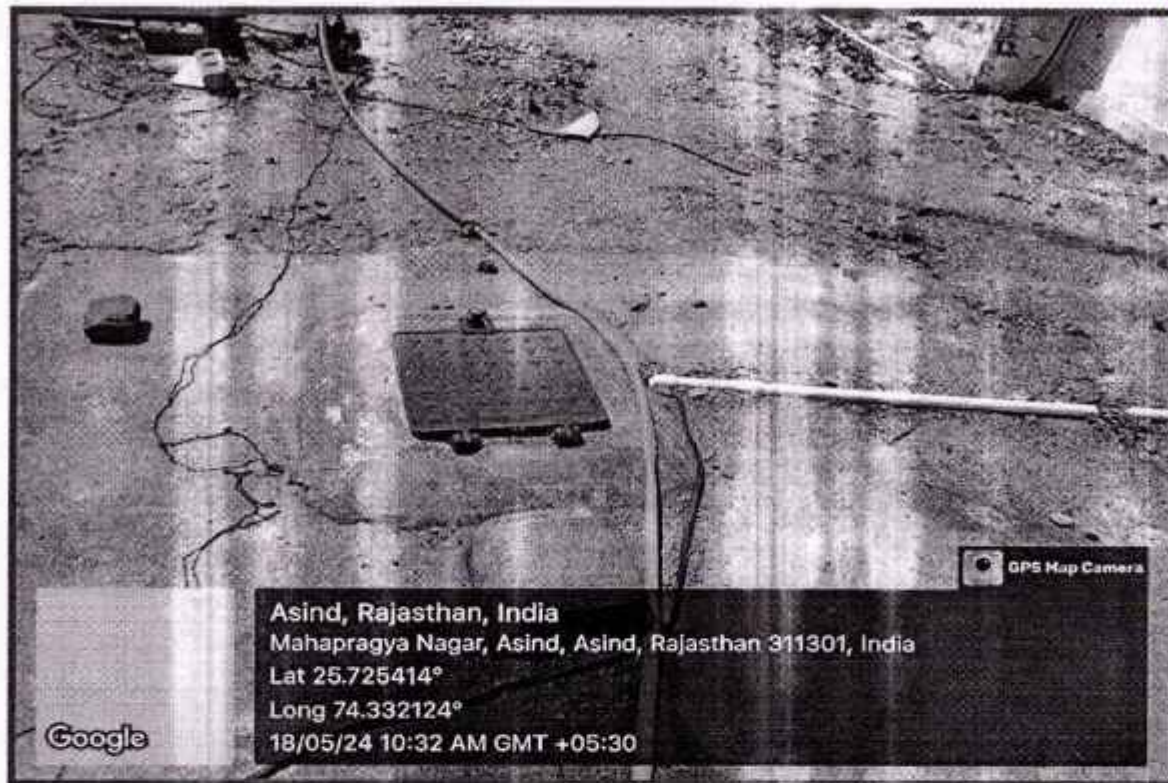 GPS Map Camera
Asind, Rajasthan, India
Mahapragya Nagar, Asind, Asind, Rajasthan 311301, India
Lat 25.725414°
Long 74.332124°
18/05/24 10:32 AM GMT +05:30
Google